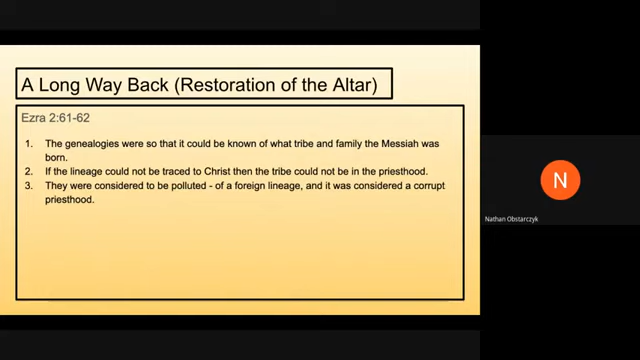 A Long Way Back (Restoration of the Altar)
Ezra 2:61-62
1. The genealogies were so that it could be known of what tribe and family the Messiah was
born.
2. If the lineage could not be traced to Christ then the tribe could not be in the priesthood.
3. They were considered to be polluted - of a foreign lineage, and it was considered a corrupt
priesthood.
N
Nathan Obstarczyk